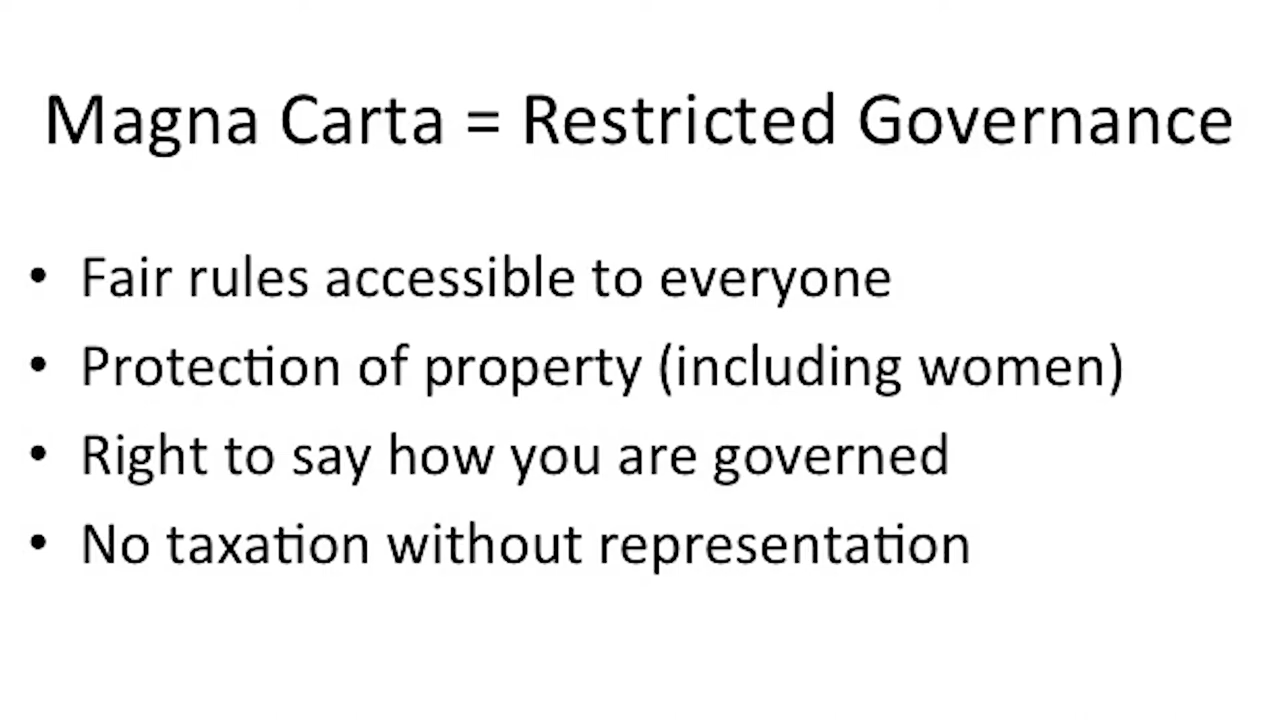 Magna Carta = Restricted Governance
• Fair rules accessible to everyone
• Protection of property (including women)
• Right to say how you are governed
• No taxation without representation